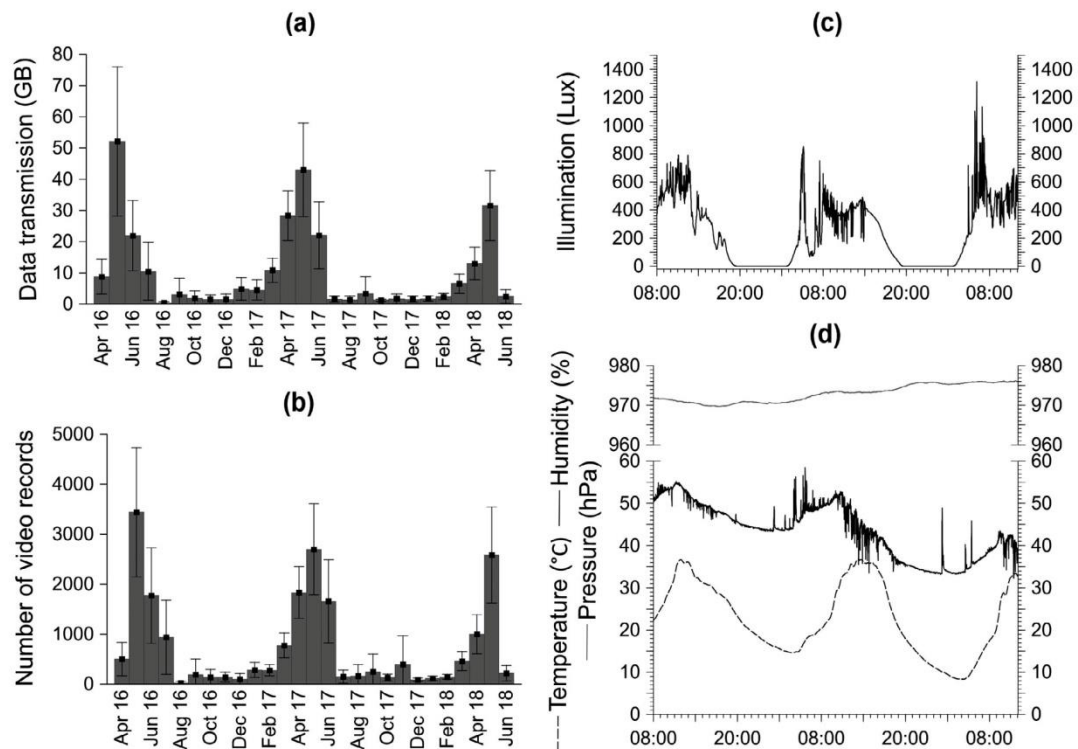 (a)
Data transmission (GB)
80
70
60
50
40
30
20
10
0
Apr 16
Jun 16
Aug 16
Oct 16
Dec 16
Feb 17
Apr 17
Jun 17
Aug 17
Oct 17
Dec 17
Feb 18
Apr 18
Jun 18
(b)
Number of video records
5000
4000
3000
2000
1000
0
Apr 16
Jun 16
Aug 16
Oct 16
Dec 16
Feb 17
Apr 17
Jun 17
Aug 17
Oct 17
Dec 17
Feb 18
Apr 18
Jun 18
(c)
Illumination (Lux)
1400
1200
1000
800
600
400
200
0
1400
1200
1000
800
600
400
200
0
08:00 20:00 08:00 20:00 08:00
(d)
Temperature (°C) Humidity (%)
Pressure (hPa)
980
970
960
60
50
40
30
20
10
0
980
970
960
60
50
40
30
20
10
0
08:00 20:00 08:00 20:00 08:00